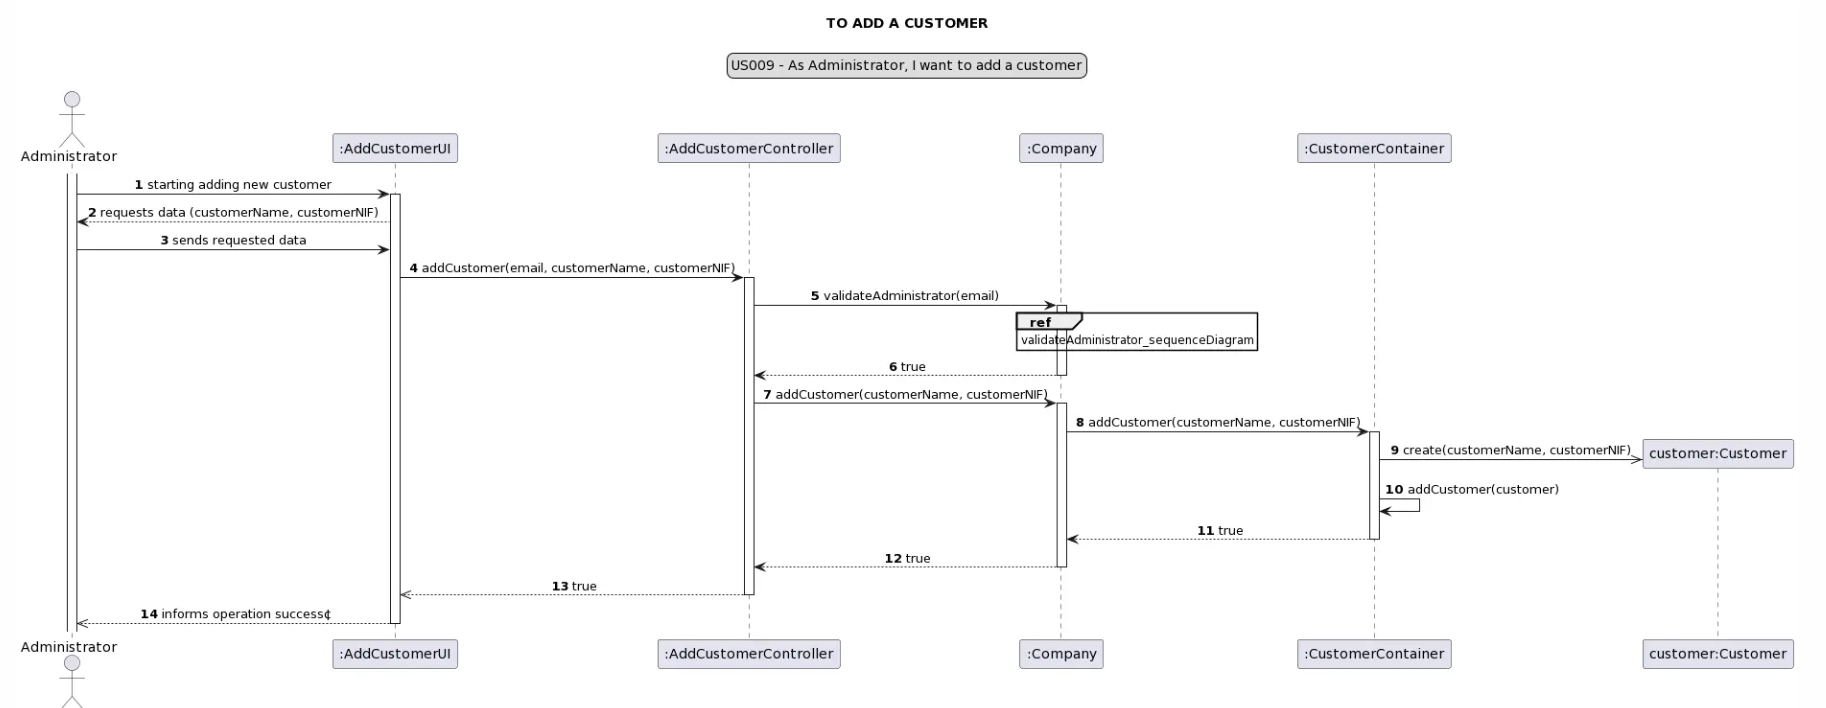 TO ADD A CUSTOMER
US009 - As Administrator, I want to add a customer
Administrator
:AddCustomerUI
:AddCustomerController
:Company
:CustomerContainer
1 starting adding new customer
2 requests data (customerName, customerNIF)
3 sends requested data
4 addCustomer(email, customerName, customerNIF)
5 validateAdministrator(email)
ref
validateAdministrator_sequenceDiagram
6 true
7 addCustomer(customerName, customerNIF)
8 addCustomer(customerName, customerNIF)
9 create(customerName, customerNIF)
customer:Customer
10 addCustomer(customer)
11 true
12 true
13 true
14 informs operation success¢
Administrator
:AddCustomerUI
:AddCustomerController
:Company
:CustomerContainer
customer:Customer